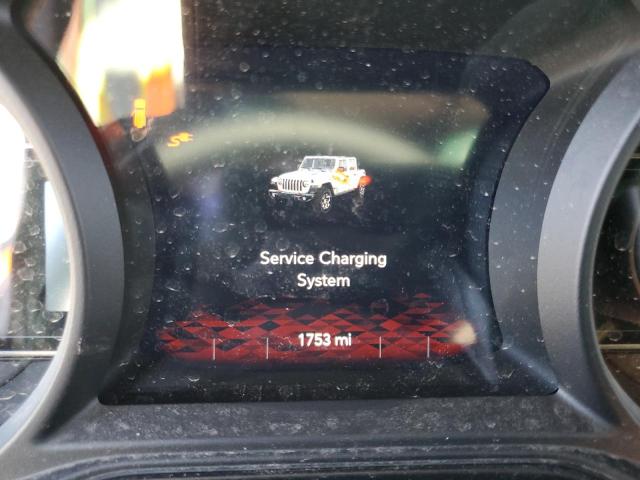 Service Charging
System
1753 mi